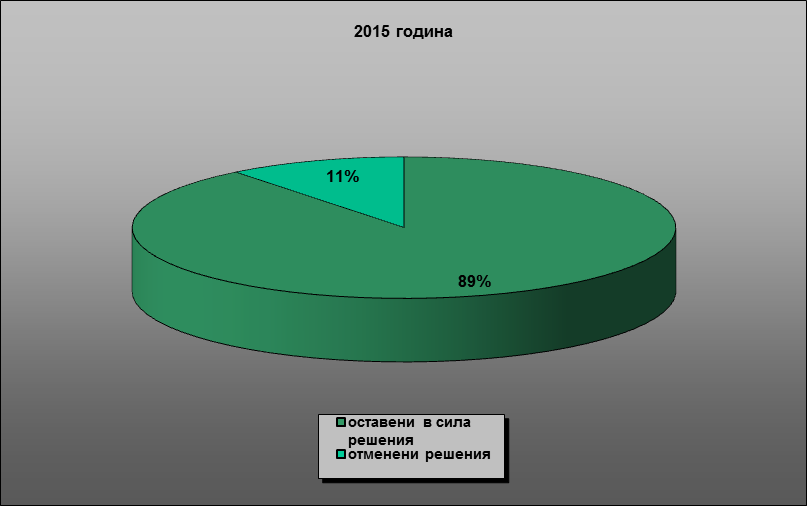 2015 година
11%
89%
оставени в сила
решения
отменени решения